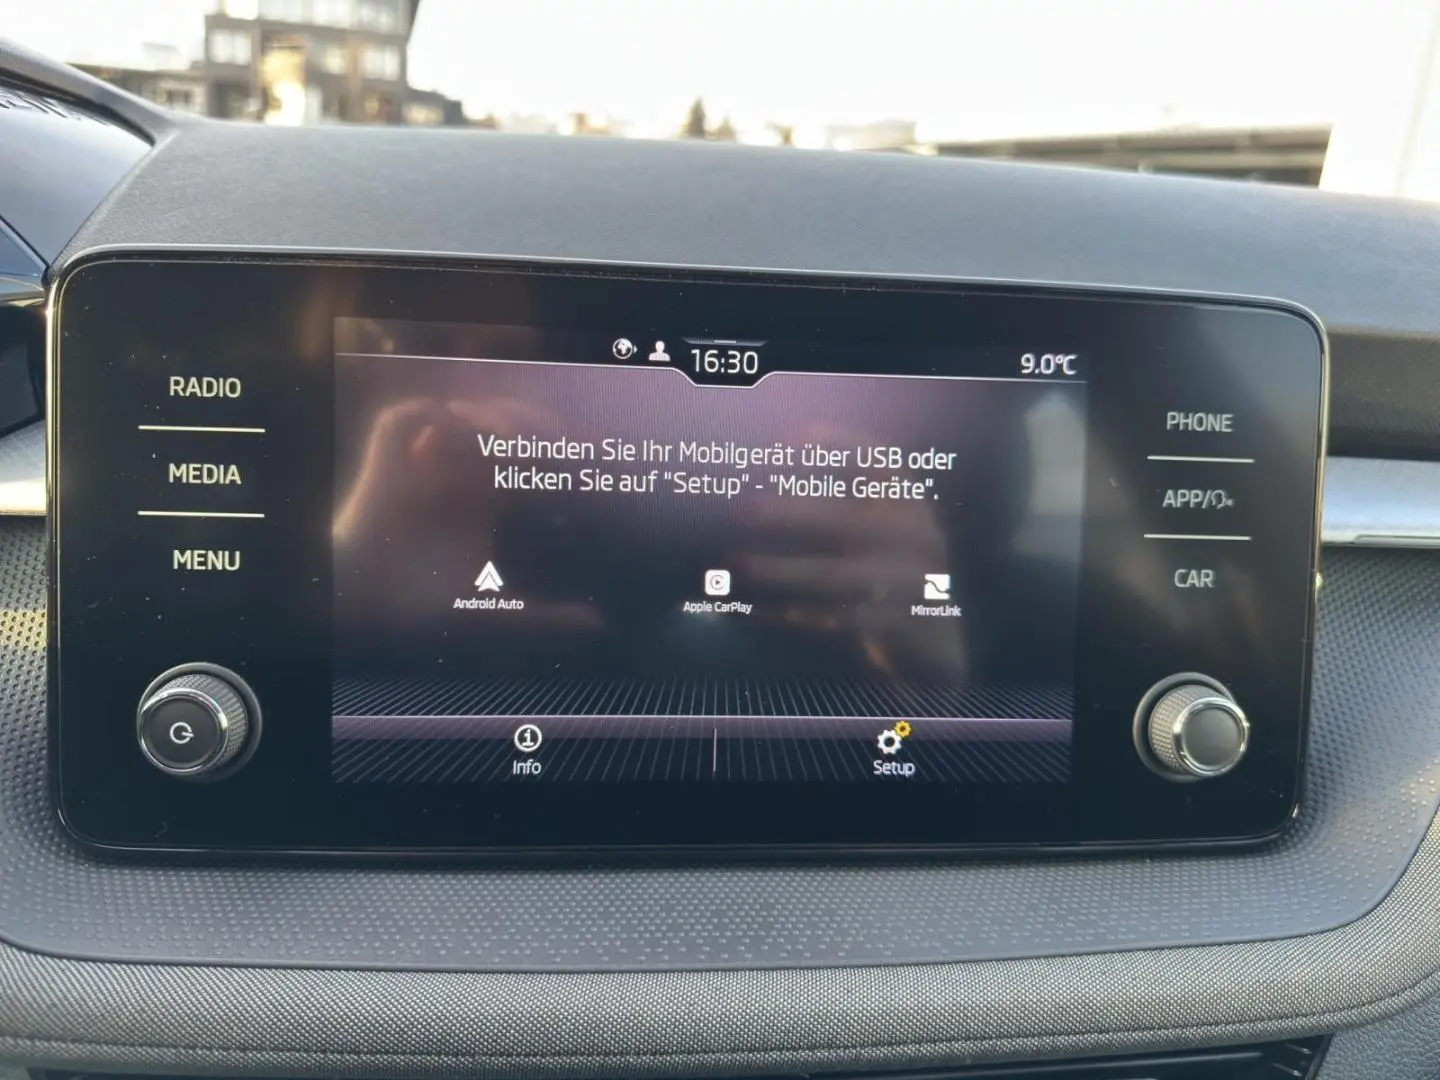 16:30
9.0°C
RADIO
MEDIA
MENU
Verbinden Sie Ihr Mobilgerät über USB oder
klicken Sie auf "Setup" - "Mobile Geräte".
Android Auto
Apple CarPlay
MirrorLink
Info
Setup
PHONE
APP/
CAR